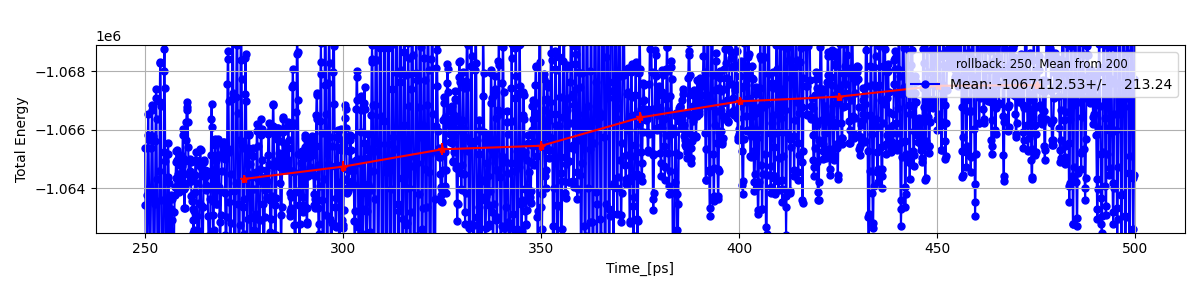 1e6
−1.068
−1.066
−1.064
Total Energy
rollback: 250. Mean from 200
Mean: -1067112.53+/-    213.24
250
300
350
400
450
500
Time_[ps]